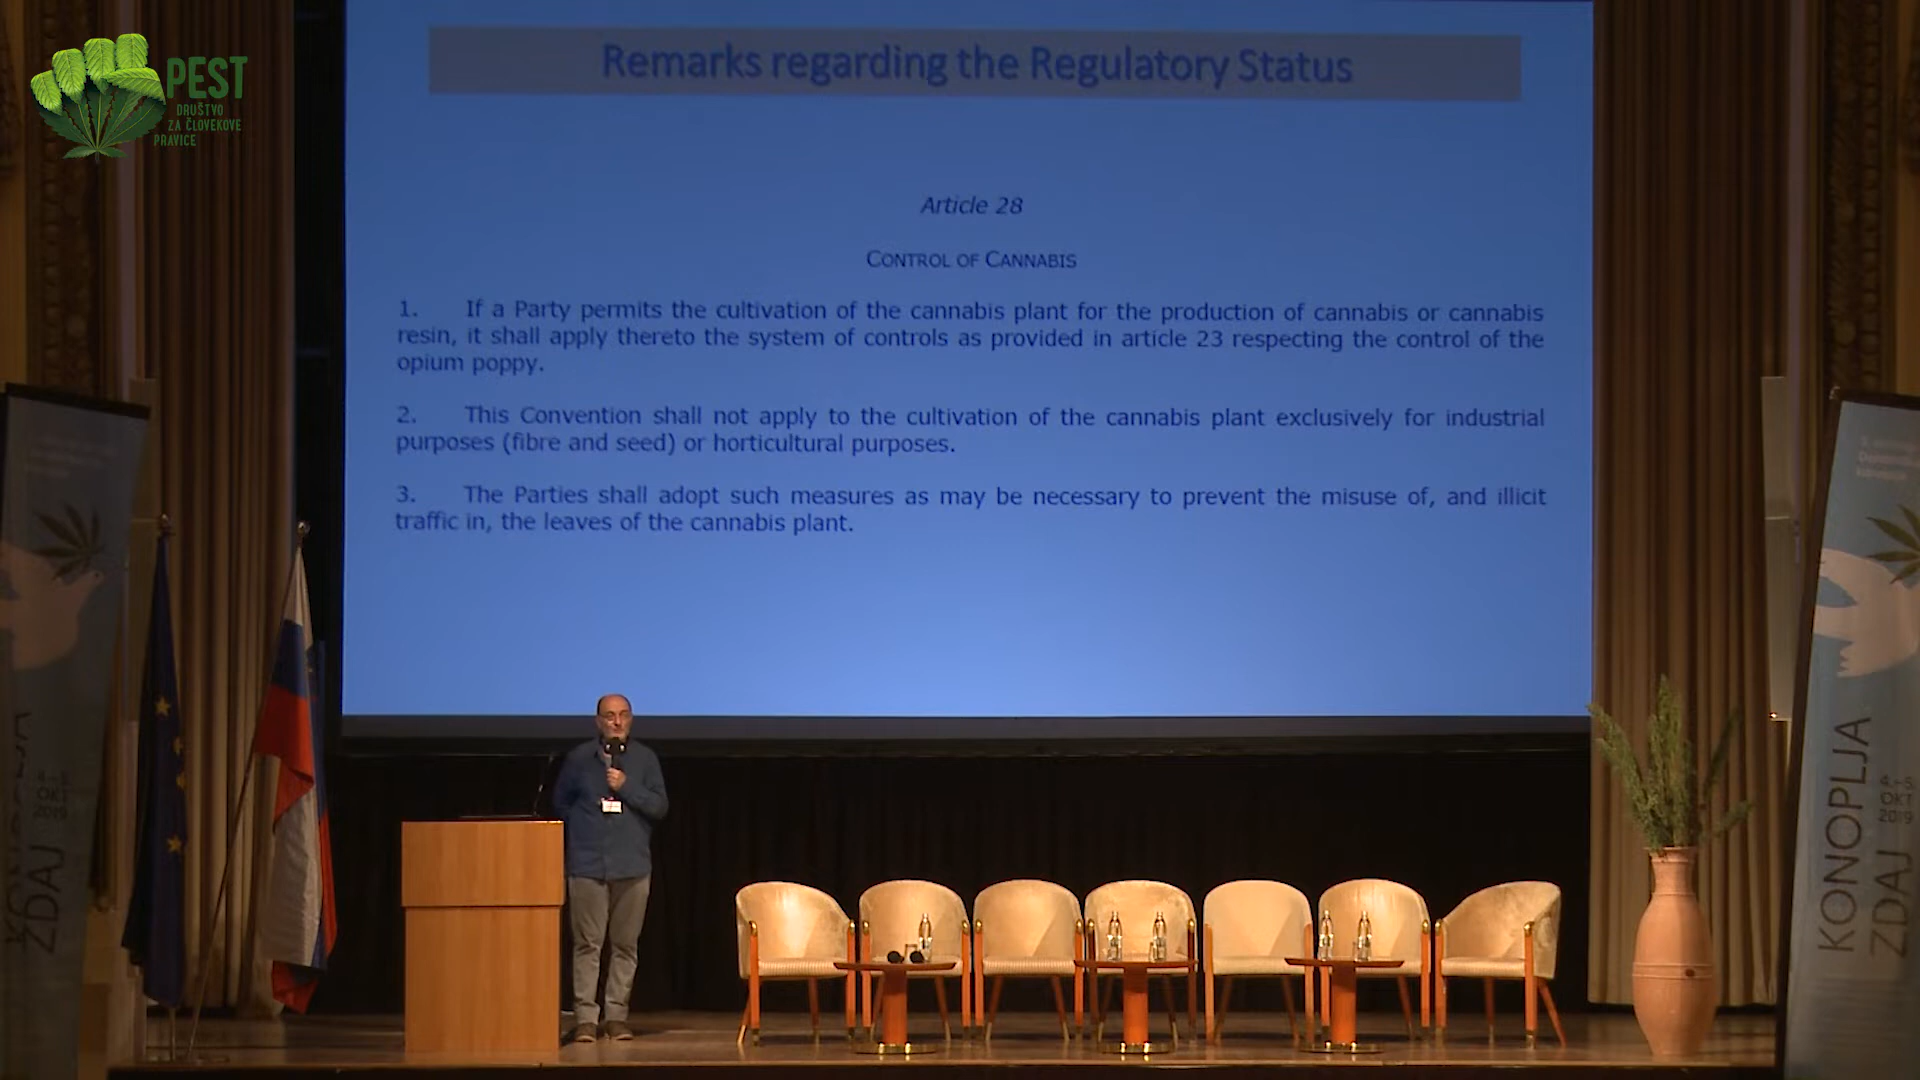 PEST
DRUŠTVO
ZA ČLOVEKOVE
PRAVICE
Remarks regarding the Regulatory Status
Article 28
CONTROL OF CANNABIS
1. If a Party permits the cultivation of the cannabis plant for the production of cannabis or cannabis
resin, it shall apply thereto the system of controls as provided in article 23 respecting the control of the
opium poppy.
2. This Convention shall not apply to the cultivation of the cannabis plant exclusively for industrial
purposes (fibre and seed) or horticultural purposes.
3. The Parties shall adopt such measures as may be necessary to prevent the misuse of, and illicit
traffic in, the leaves of the cannabis plant.
ZDAJ
OKT
2019
KONOPLJA
ZDAJ
4.-5.
OKT
2019